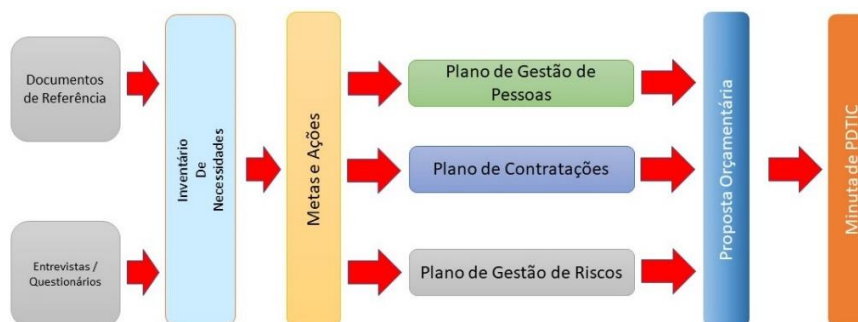 Documentos
de Referência
Entrevistas /
Questionários
Inventário
De
Necessidades
Metas e Ações
Plano de Gestão de
Pessoas
Plano de Contratações
Plano de Gestão de Riscos
Proposta Orçamentária
Minuta de PDTIC